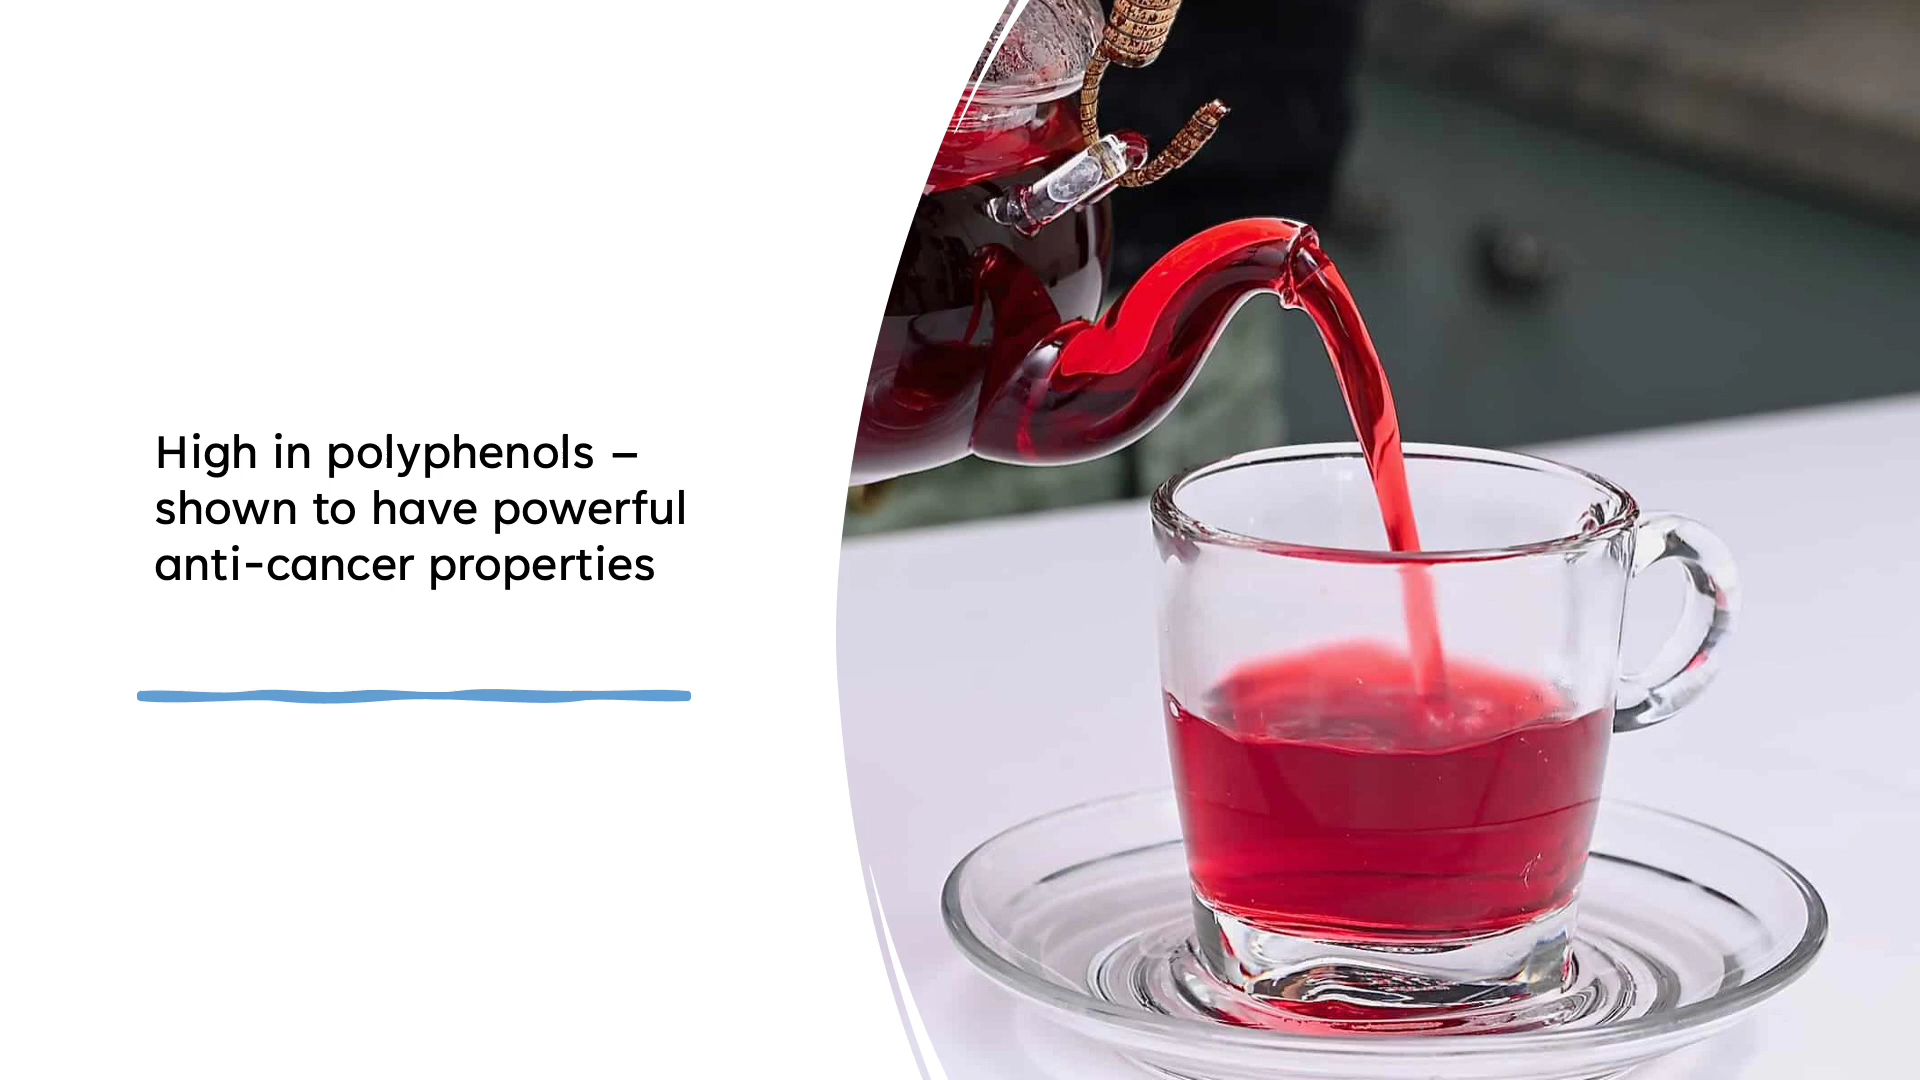 High in polyphenols –
shown to have powerful
anti-cancer properties